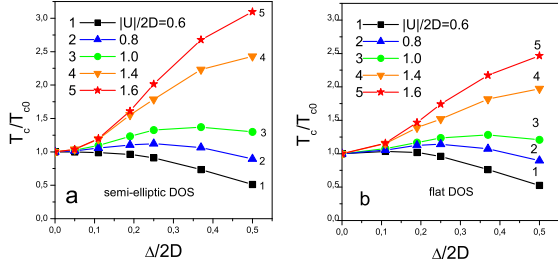 1 |U|/2D=0.6
2 0.8
3 1.0
4 1.4
5 1.6
3,0
2,5
2,0
1,5
1,0
0,5
0,0
T_c/T_c0
5
4
3
2
1
a
semi-elliptic DOS
0,0 0,1 0,2 0,3 0,4 0,5
Δ/2D
1 |U|/2D=0.6
2 0.8
3 1.0
4 1.4
5 1.6
3,0
2,5
2,0
1,5
1,0
0,5
0,0
T_c/T_c0
5
4
3
2
1
b
flat DOS
0,0 0,1 0,2 0,3 0,4 0,5
Δ/2D